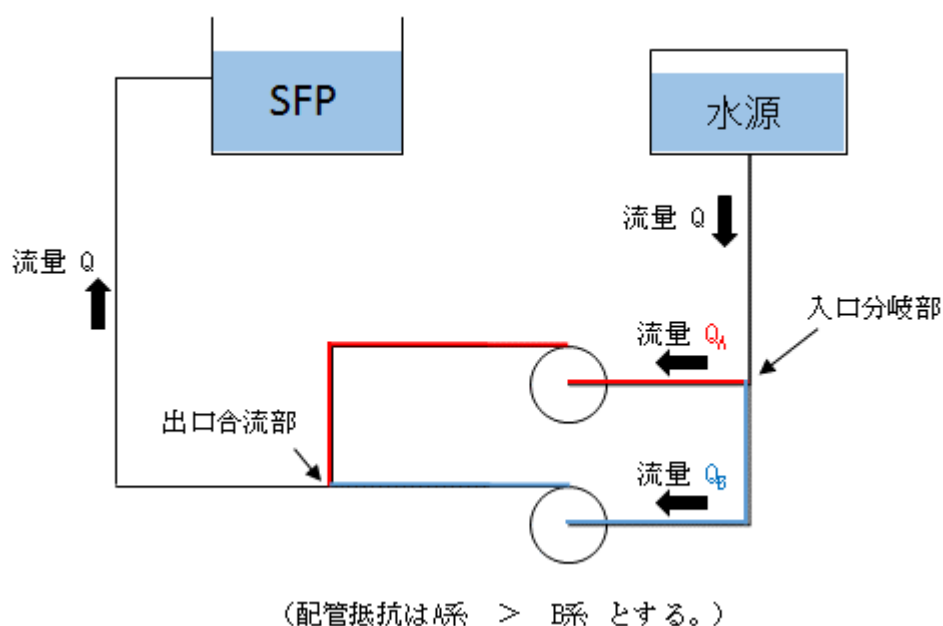 SFP
水源
流量 Q
流量 Q
入口分岐部
流量 QA
出口合流部
流量 QB
(配管抵抗はA系 > B系 とする。)